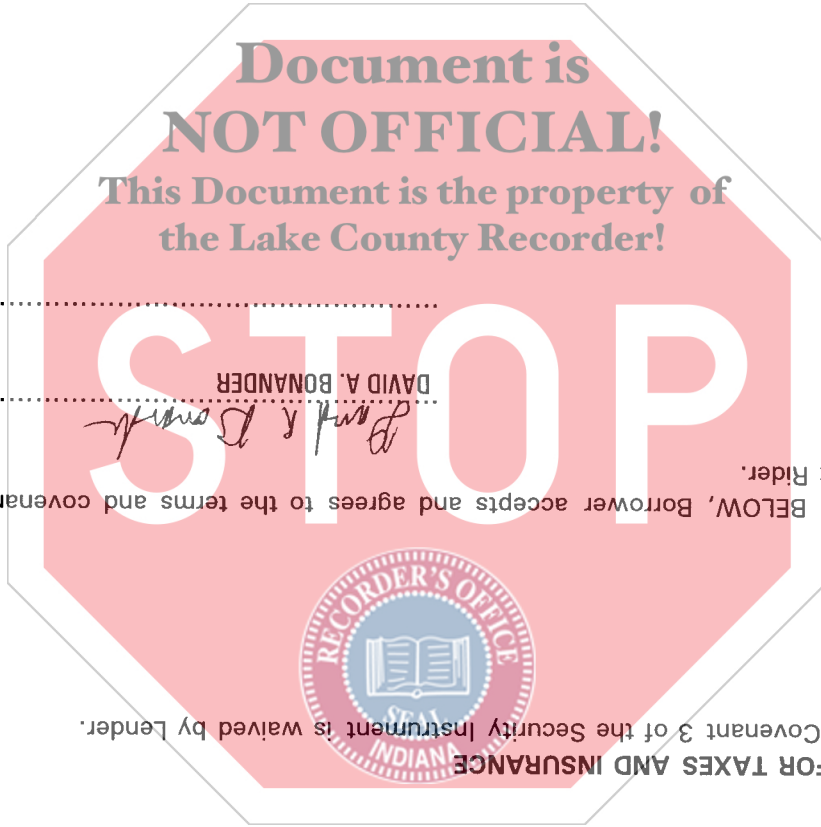 Document is
NOT OFFICIAL!
This Document is the property of
the Lake County Recorder!
STOP
RECORDER'S OFFICE
SEAL
INDIANA
FOR TAXES AND INSURANCE
Covenant 3 of the Security Instrument is waived by Lender.
BELOW, Borrower accepts and agrees to the terms and covenan
Rider.
DAVID A. BONANDER